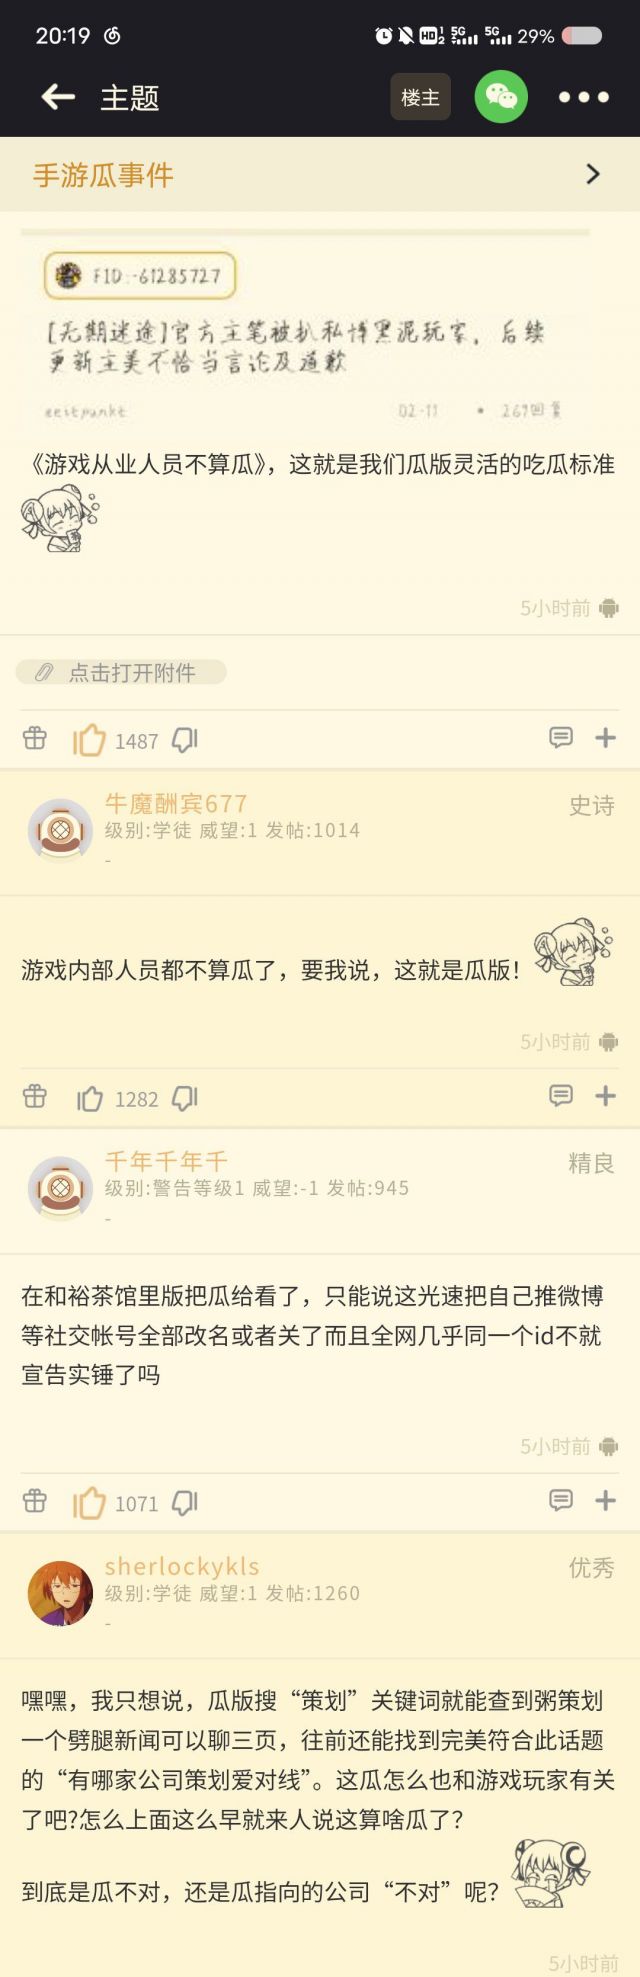 20:19
HD 1 2 5G 5G 29%
主题
楼主
手游瓜事件
FID:-61285727
[无期迷途]官方主笔被扒私博黑泥玩家，后续
更新主美不恰当言论及道歉
zeitpunkt 02-11 • 269回复
《游戏从业人员不算瓜》，这就是我们瓜版灵活的吃瓜标准
5小时前
点击打开附件
1487
牛魔酬宾677 史诗
级别:学徒 威望:1 发帖:1014
-
游戏内部人员都不算瓜了，要我说，这就是瓜版！
5小时前
1282
千年千年千 精良
级别:警告等级1 威望:-1 发帖:945
-
在和裕茶馆里版把瓜给看了，只能说这光速把自己推微博
等社交帐号全部改名或者关了而且全网几乎同一个id不就
宣告实锤了吗
5小时前
1071
sherlockykls 优秀
级别:学徒 威望:1 发帖:1260
-
嘿嘿，我只想说，瓜版搜“策划”关键词就能查到粥策划
一个劈腿新闻可以聊三页，往前还能找到完美符合此话题
的“有哪家公司策划爱对线”。这瓜怎么也和游戏玩家有关
了吧?怎么上面这么早就来人说这算啥瓜了？
到底是瓜不对，还是瓜指向的公司“不对”呢？
5小时前